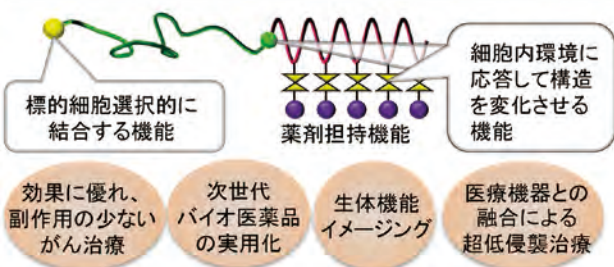 標的細胞選択的に
結合する機能
薬剤担持機能
細胞内環境に
応答して構造
を変化させる
機能
効果に優れ、
副作用の少ない
がん治療
次世代
バイオ医薬品
の実用化
生体機能
イメージング
医療機器との
融合による
超低侵襲治療